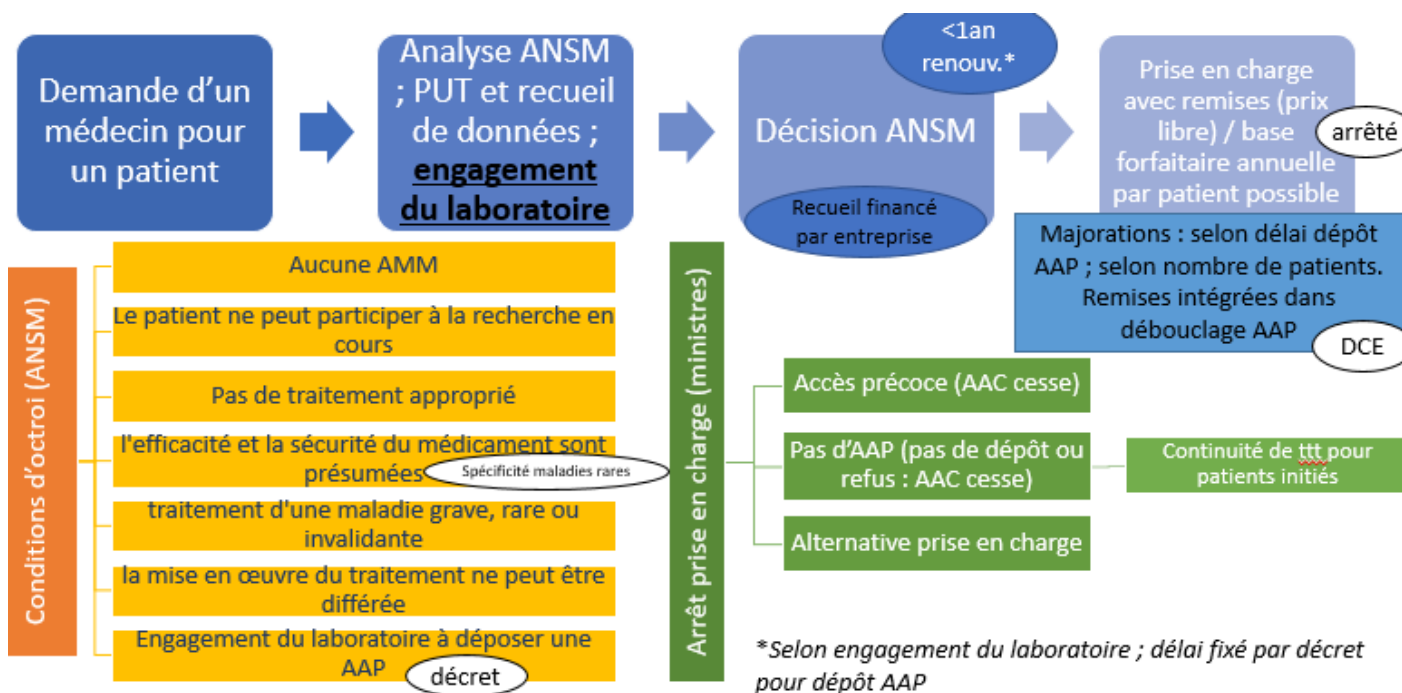 Demande d'un
médecin pour
un patient
Analyse ANSM
; PUT et recueil
de données ;
engagement
du laboratoire
Décision ANSM
<1an
renouv.*
Recueil financé
par entreprise
Prise en charge
avec remises (prix
libre) / base
forfaitaire annuelle
par patient possible
arrêté
Majorations : selon délai dépôt
AAP ; selon nombre de patients.
Remises intégrées dans
débouclage AAP
DCE
Conditions d'octroi (ANSM)
Aucune AMM
Le patient ne peut participer à la recherche en
cours
Pas de traitement approprié
l'efficacité et la sécurité du médicament sont
présumées
Spécificité maladies rares
traitement d'une maladie grave, rare ou
invalidante
la mise en œuvre du traitement ne peut être
différée
Engagement du laboratoire à déposer une
AAP
décret
Arrêt prise en charge (ministres)
Accès précoce (AAC cesse)
Pas d'AAP (pas de dépôt ou
refus : AAC cesse)
Continuité de ttt pour
patients initiés
Alternative prise en charge
*Selon engagement du laboratoire ; délai fixé par décret
pour dépôt AAP